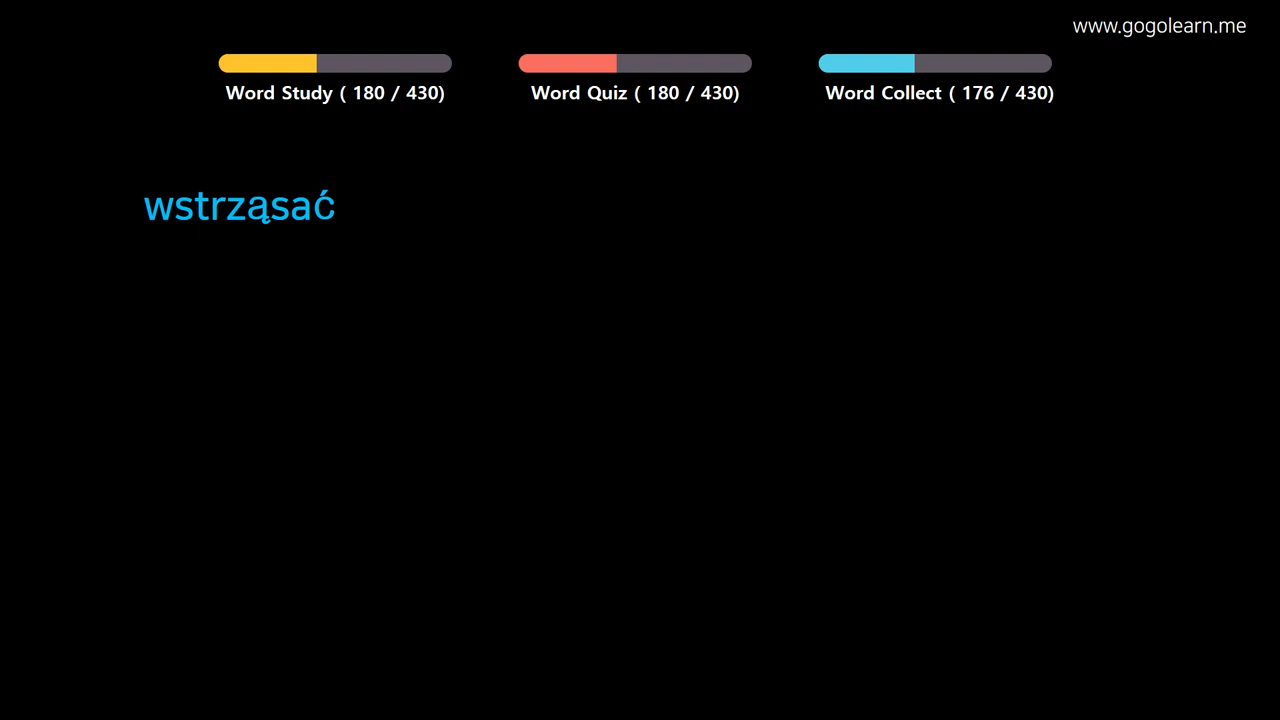 www.gogolearn.me
Word Study ( 180 / 430)
Word Quiz ( 180 / 430)
Word Collect ( 176 / 430)
wstrząsać